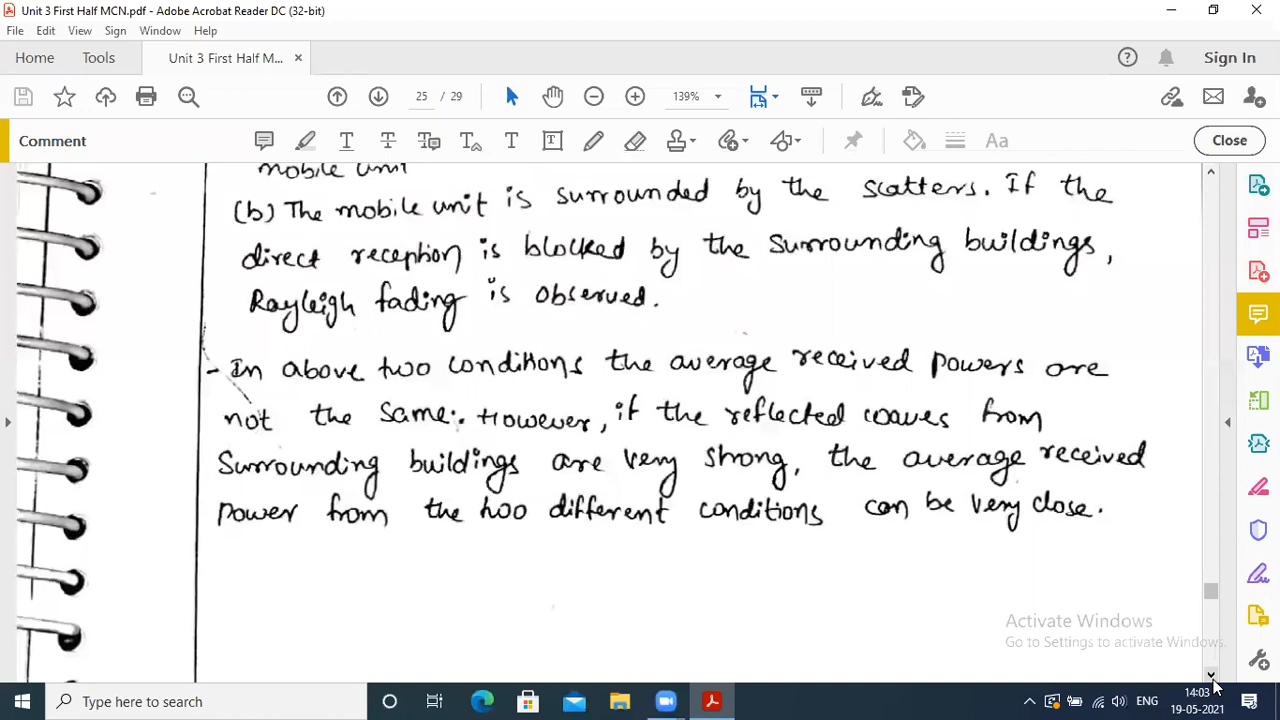 Unit 3 First Half MCN.pdf - Adobe Acrobat Reader DC (32-bit)
File Edit View Sign Window Help
Home Tools Unit 3 First Half M... × Sign In
25 / 29 139%
Comment Aa Close
mobile unit
(b) The mobile unit is surrounded by the scatters. If the
direct reception is blocked by the surrounding buildings,
Rayleigh fading is observed.
- In above two conditions the average received powers are
not the same. However, if the reflected waves from
surrounding buildings are very strong, the average received
power from the two different conditions can be very close.
Activate Windows
Go to Settings to activate Windows.
Type here to search
ENG
14:03
19-05-2021